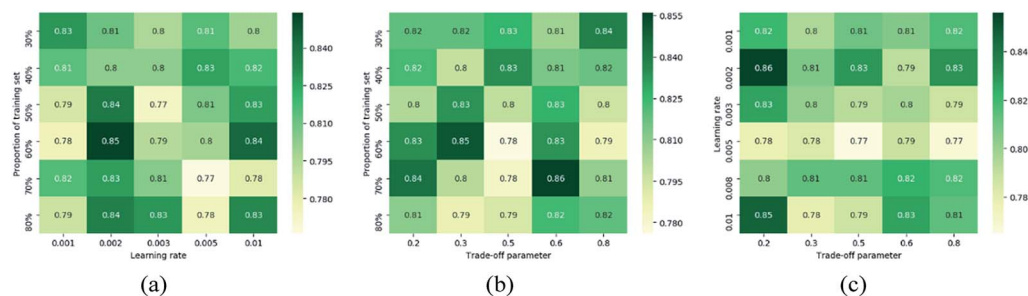 30% 0.83 0.81 0.8 0.81 0.8
40% 0.81 0.8 0.8 0.83 0.82
50% 0.79 0.84 0.77 0.81 0.83
60% 0.78 0.85 0.79 0.8 0.84
70% 0.82 0.83 0.81 0.77 0.78
80% 0.79 0.84 0.83 0.78 0.83
0.001 0.002 0.003 0.005 0.01
Learning rate
Proportion of training set
0.840
0.825
0.810
0.795
(a)
30% 0.82 0.82 0.83 0.81 0.84
40% 0.82 0.8 0.83 0.81 0.82
50% 0.8 0.83 0.8 0.83 0.8
60% 0.83 0.85 0.78 0.83 0.79
70% 0.84 0.8 0.78 0.86 0.81
80% 0.81 0.79 0.79 0.82 0.82
0.2 0.3 0.5 0.6 0.8
Trade-off parameter
Proportion of training set
0.855
0.840
0.825
0.810
0.795
0.780
(b)
0.001 0.82 0.8 0.81 0.81 0.82
0.002 0.86 0.81 0.83 0.79 0.83
0.003 0.83 0.8 0.79 0.8 0.79
0.005 0.78 0.78 0.77 0.79 0.77
0.008 0.8 0.81 0.81 0.82 0.82
0.01 0.85 0.78 0.79 0.83 0.81
0.2 0.3 0.5 0.6 0.8
Trade-off parameter
Learning rate
0.84
0.82
0.80
0.78
(c)